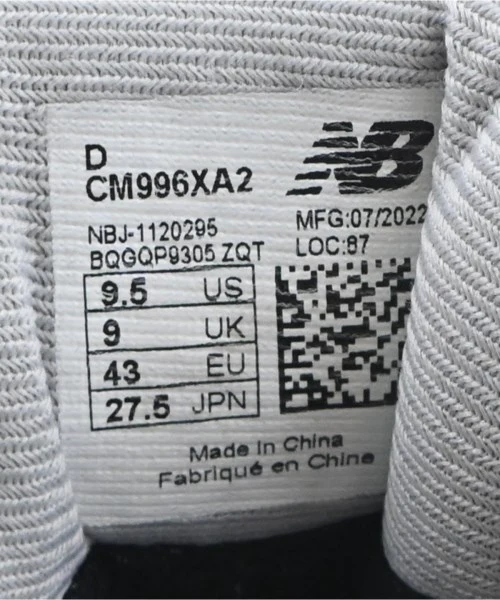 D
CM996XA2
NB
NBJ-1120295
MFG:07/2022
BQGQP9305 ZQT
LOC:87
9.5 US
9 UK
43 EU
27.5 JPN
Made in China
Fabriqué en Chine